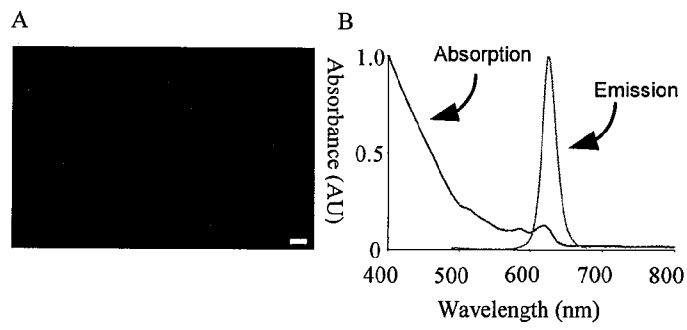 A
B
Absorbance (AU)
1.0
0.5
0
Absorption
Emission
400 500 600 700 800
Wavelength (nm)